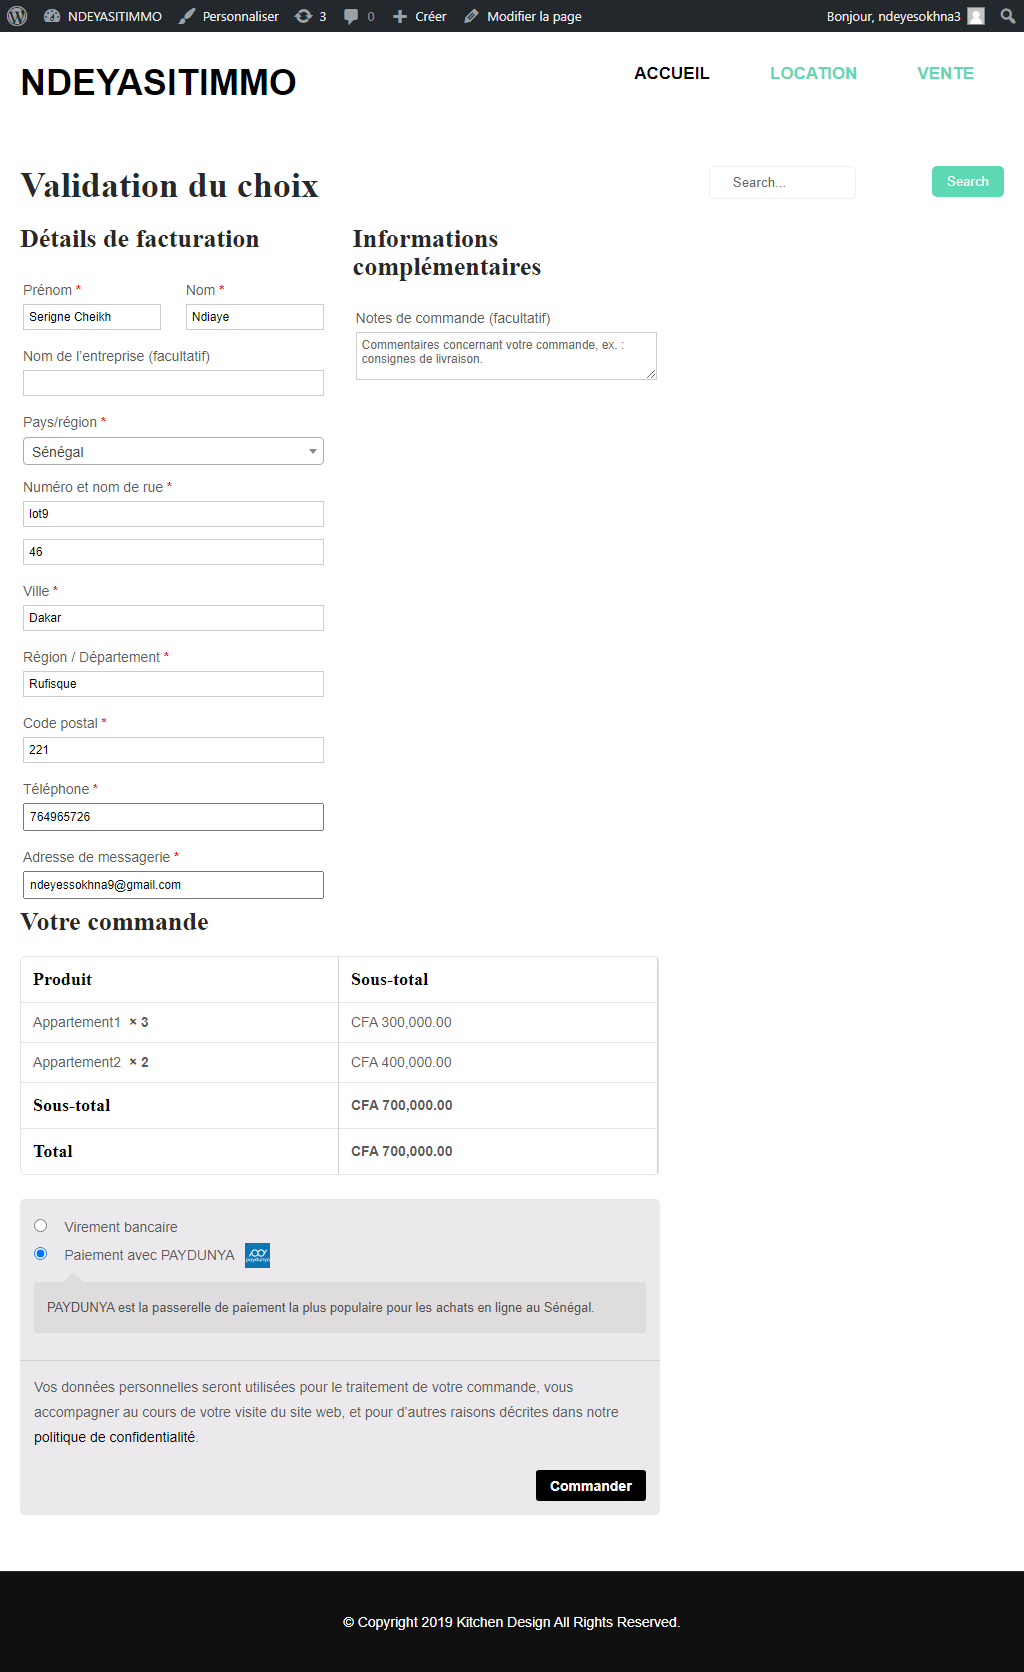 NDEYASITIMMO Personnaliser 3 0 Créer Modifier la page Bonjour, ndeyesokhna3
NDEYASITIMMO
ACCUEIL LOCATION VENTE
Validation du choix
Search...
Search
Détails de facturation
Prénom *
Nom *
Serigne Cheikh
Ndiaye
Nom de l'entreprise (facultatif)
Pays/région *
Sénégal
Numéro et nom de rue *
lot9
46
Ville *
Dakar
Région / Département *
Rufisque
Code postal *
221
Téléphone *
764965726
Adresse de messagerie *
ndeyessokhna9@gmail.com
Informations
complémentaires
Notes de commande (facultatif)
Commentaires concernant votre commande, ex. :
consignes de livraison.
Votre commande
Produit Sous-total
Appartement1 × 3 CFA 300,000.00
Appartement2 × 2 CFA 400,000.00
Sous-total CFA 700,000.00
Total CFA 700,000.00
Virement bancaire
Paiement avec PAYDUNYA paydunya
PAYDUNYA est la passerelle de paiement la plus populaire pour les achats en ligne au Sénégal.
Vos données personnelles seront utilisées pour le traitement de votre commande, vous
accompagner au cours de votre visite du site web, et pour d'autres raisons décrites dans notre
politique de confidentialité.
Commander
© Copyright 2019 Kitchen Design All Rights Reserved.